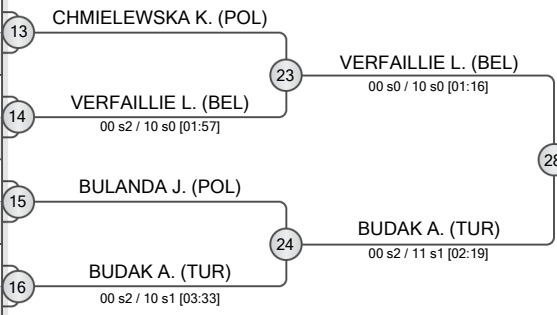 CHMIELEWSKA K. (POL)
13
23
VERFAILLIE L. (BEL)
00 s0 / 10 s0 [01:16]
VERFAILLIE L. (BEL)
14
00 s2 / 10 s0 [01:57]
28
BULANDA J. (POL)
15
24
BUDAK A. (TUR)
00 s2 / 11 s1 [02:19]
BUDAK A. (TUR)
16
00 s2 / 10 s1 [03:33]